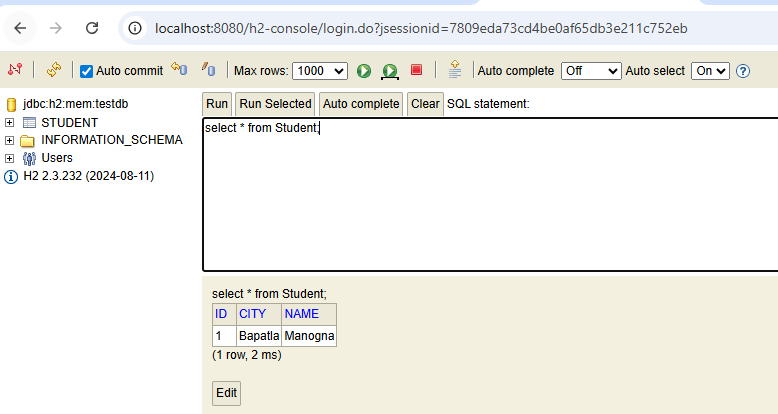 localhost:8080/h2-console/login.do?jsessionid=7809eda73cd4be0af65db3e211c752eb
Auto commit Max rows: 1000 Auto complete Off Auto select On
jdbc:h2:mem:testdb
STUDENT
INFORMATION_SCHEMA
Users
H2 2.3.232 (2024-08-11)
Run Run Selected Auto complete Clear SQL statement:
select * from Student;
select * from Student;
ID CITY NAME
1 Bapatla Manogna
(1 row, 2 ms)
Edit